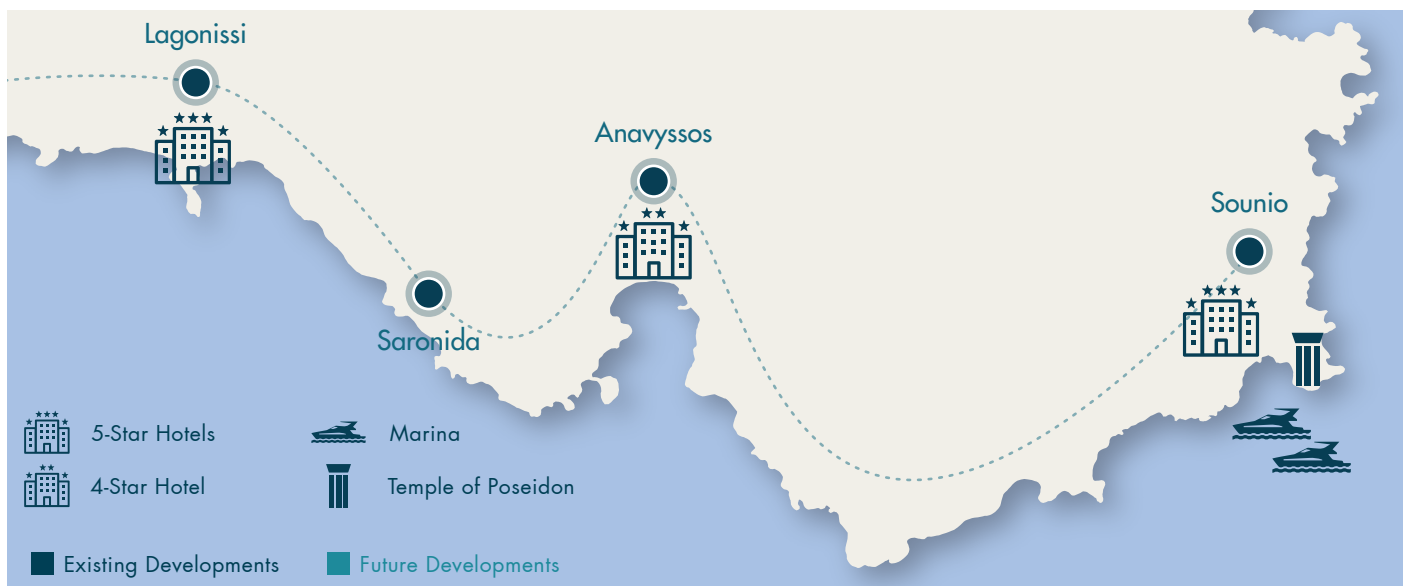 Lagonissi
Anavyssos
Sounio
Saronida
5-Star Hotels
Marina
4-Star Hotel
Temple of Poseidon
Existing Developments
Future Developments